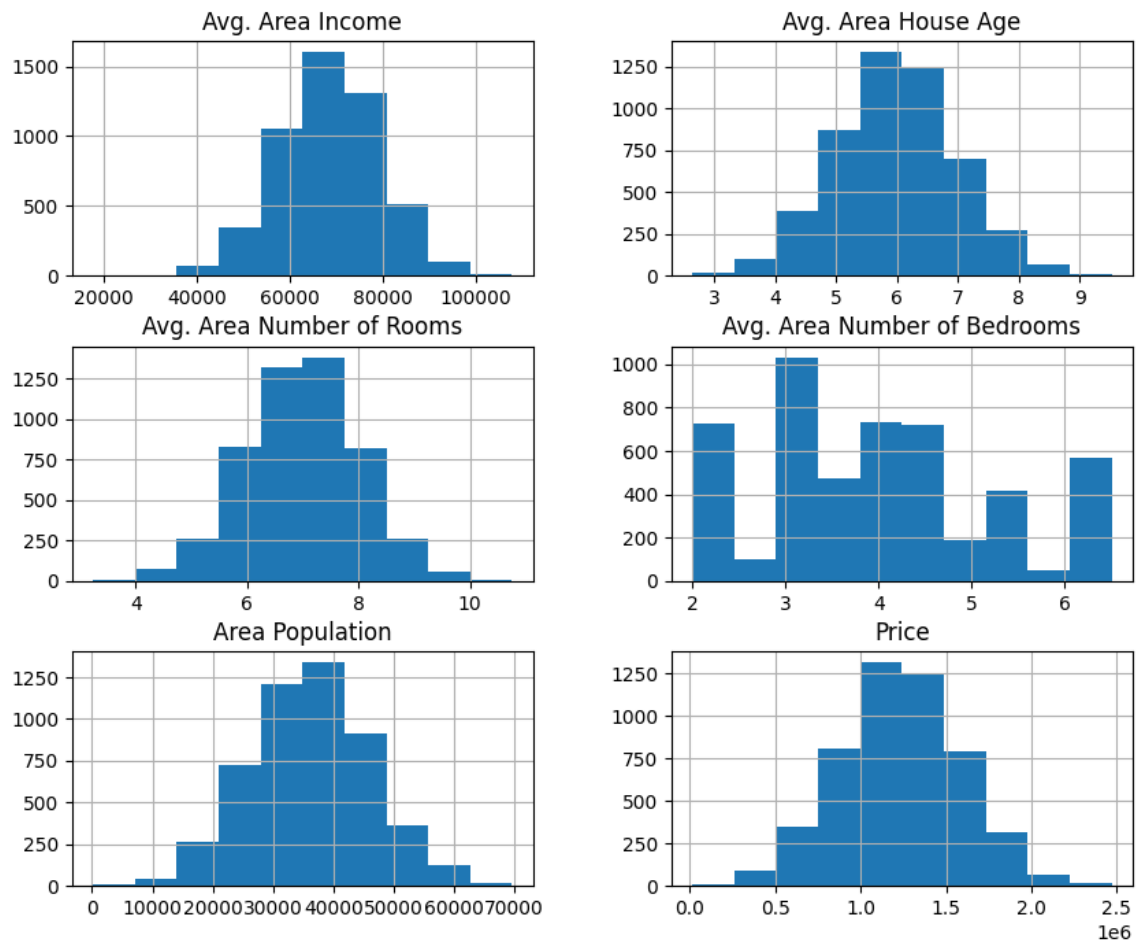 Avg. Area Income
1500
1000
500
0
20000 40000 60000 80000 100000
Avg. Area House Age
1250
1000
750
500
250
0
3 4 5 6 7 8 9
Avg. Area Number of Rooms
1250
1000
750
500
250
0
4 6 8 10
Avg. Area Number of Bedrooms
1000
800
600
400
200
0
2 3 4 5 6
Area Population
1250
1000
750
500
250
0
0 10000 20000 30000 40000 50000 60000 70000
Price
1250
1000
750
500
250
0
0.0 0.5 1.0 1.5 2.0 2.5
1e6